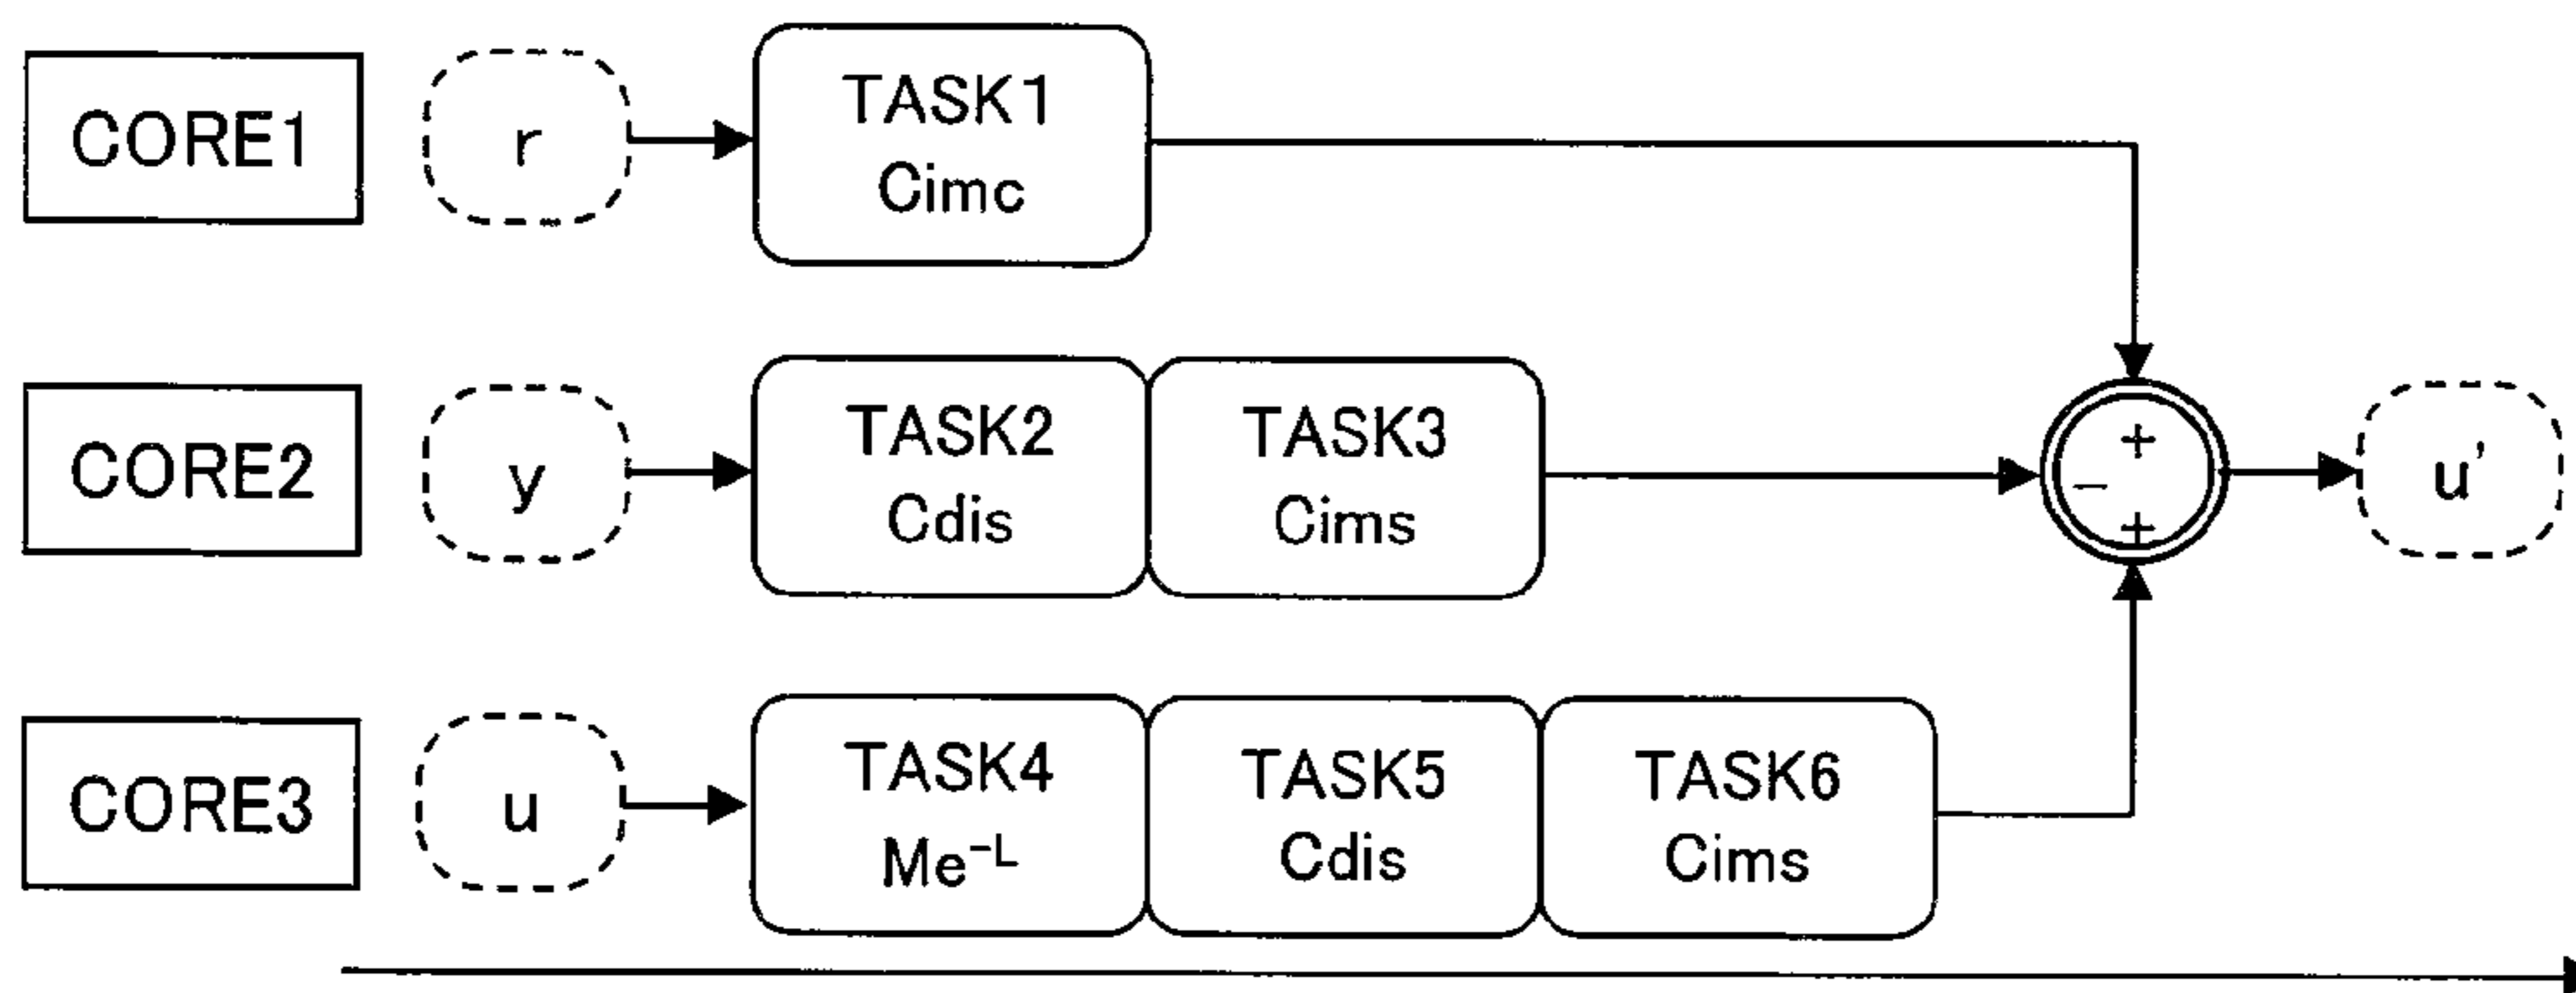 CORE1
r
TASK1
Cimc
CORE2
y
TASK2
Cdis
TASK3
Cims
+
−
+
u'
CORE3
u
TASK4
Me⁻ᴸ
TASK5
Cdis
TASK6
Cims